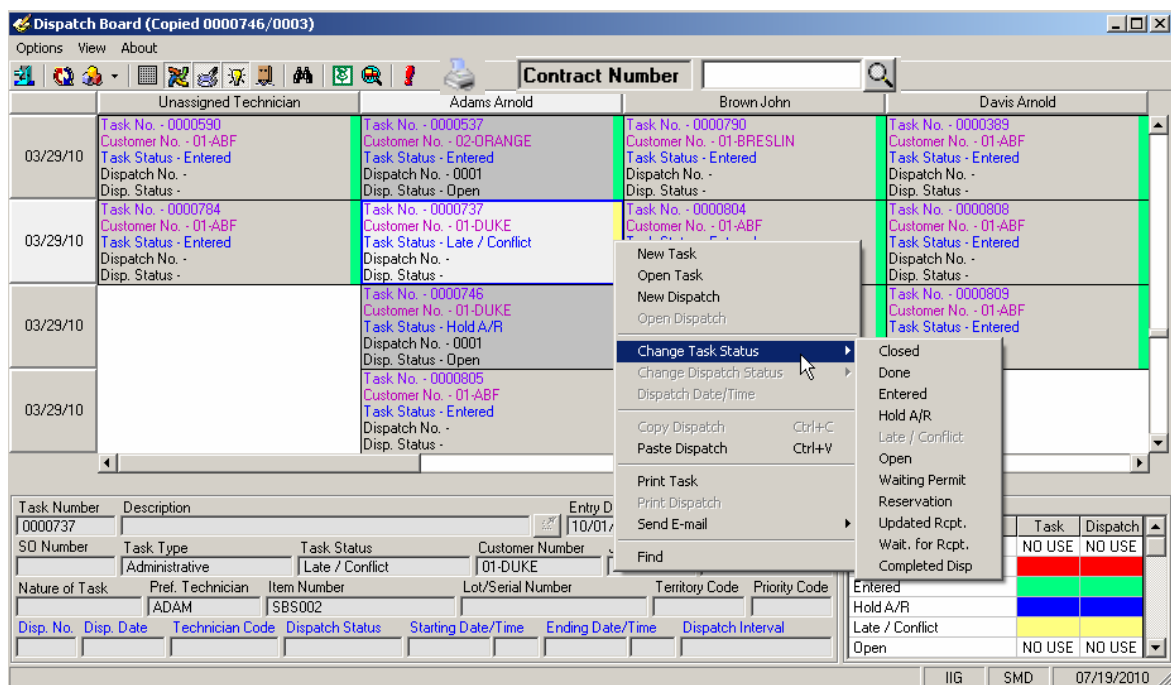 Dispatch Board (Copied 0000746/0003)
Options View About
Contract Number
Unassigned Technician Adams Arnold Brown John Davis Arnold
03/29/10
Task No. - 0000590
Customer No. - 01-ABF
Task Status - Entered
Dispatch No. -
Disp. Status -
Task No. - 0000537
Customer No. - 02-ORANGE
Task Status - Entered
Dispatch No. - 0001
Disp. Status - Open
Task No. - 0000790
Customer No. - 01-BRESLIN
Task Status - Entered
Dispatch No. -
Disp. Status -
Task No. - 0000389
Customer No. - 01-ABF
Task Status - Entered
Dispatch No. -
Disp. Status -
03/29/10
Task No. - 0000784
Customer No. - 01-ABF
Task Status - Entered
Dispatch No. -
Disp. Status -
Task No. - 0000737
Customer No. - 01-DUKE
Task Status - Late / Conflict
Dispatch No. -
Disp. Status -
Task No. - 0000804
Customer No. - 01-ABF
Task No. - 0000808
Customer No. - 01-ABF
Task Status - Entered
Dispatch No. -
Disp. Status -
03/29/10
Task No. - 0000746
Customer No. - 01-DUKE
Task Status - Hold A/R
Dispatch No. - 0001
Disp. Status - Open
Task No. - 0000809
Customer No. - 01-ABF
Task Status - Entered
03/29/10
Task No. - 0000805
Customer No. - 01-ABF
Task Status - Entered
Dispatch No. -
Disp. Status -
New Task
Open Task
New Dispatch
Open Dispatch
Change Task Status
Change Dispatch Status
Dispatch Date/Time
Copy Dispatch Ctrl+C
Paste Dispatch Ctrl+V
Print Task
Print Dispatch
Send E-mail
Find
Closed
Done
Entered
Hold A/R
Late / Conflict
Open
Waiting Permit
Reservation
Updated Rcpt.
Wait. for Rcpt.
Completed Disp
Task Number Description Entry D
0000737 10/01/
SO Number Task Type Task Status Customer Number
Administrative Late / Conflict 01-DUKE
Nature of Task Pref. Technician Item Number Lot/Serial Number Territory Code Priority Code
ADAM SBS002
Disp. No. Disp. Date Technician Code Dispatch Status Starting Date/Time Ending Date/Time Dispatch Interval
Task Dispatch
NO USE NO USE
Entered
Hold A/R
Late / Conflict
Open NO USE NO USE
IIG SMD 07/19/2010